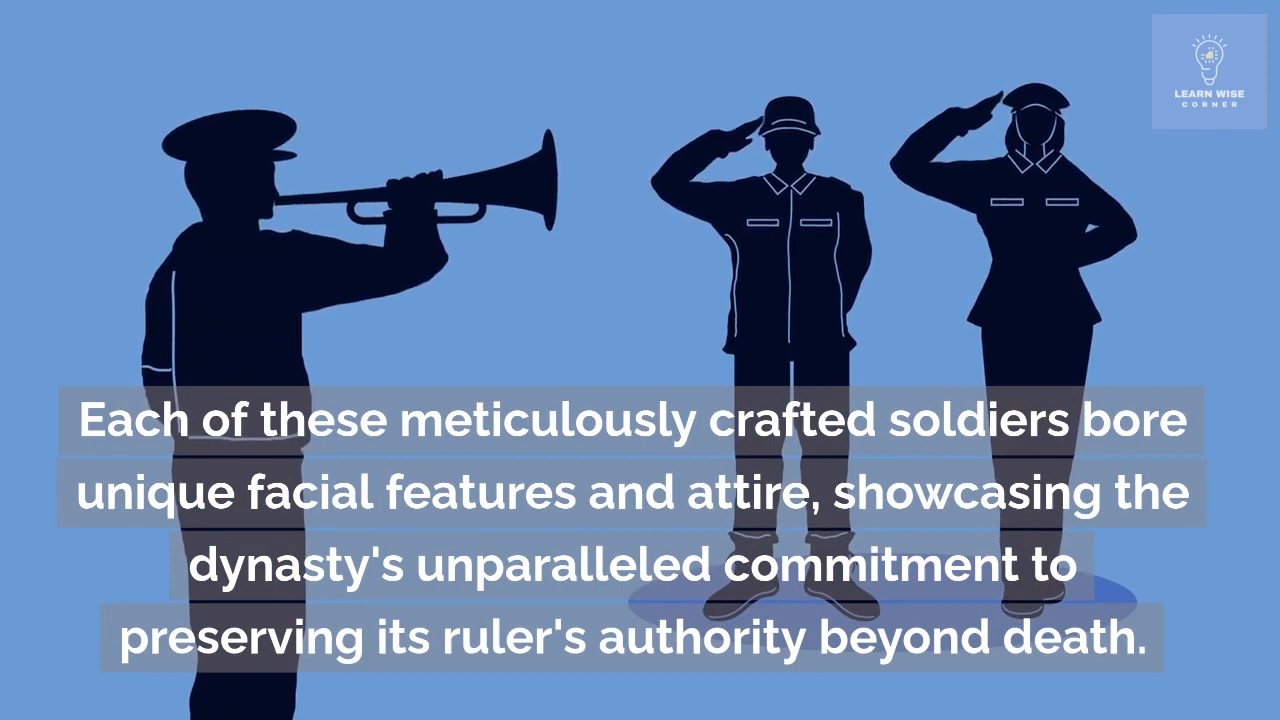 LEARN WISE
CORNER
Each of these meticulously crafted soldiers bore
unique facial features and attire, showcasing the
dynasty's unparalleled commitment to
preserving its ruler's authority beyond death.